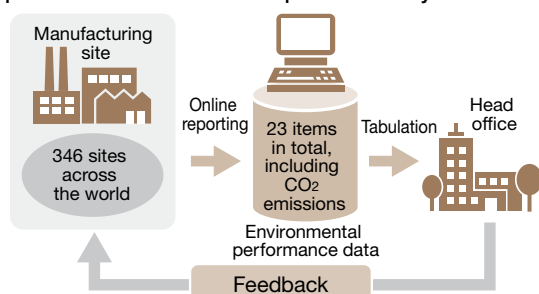 Manufacturing
site
346 sites
across
the world
Online
reporting
23 items
in total,
including
CO2
emissions
Environmental
performance data
Tabulation
Head
office
Feedback